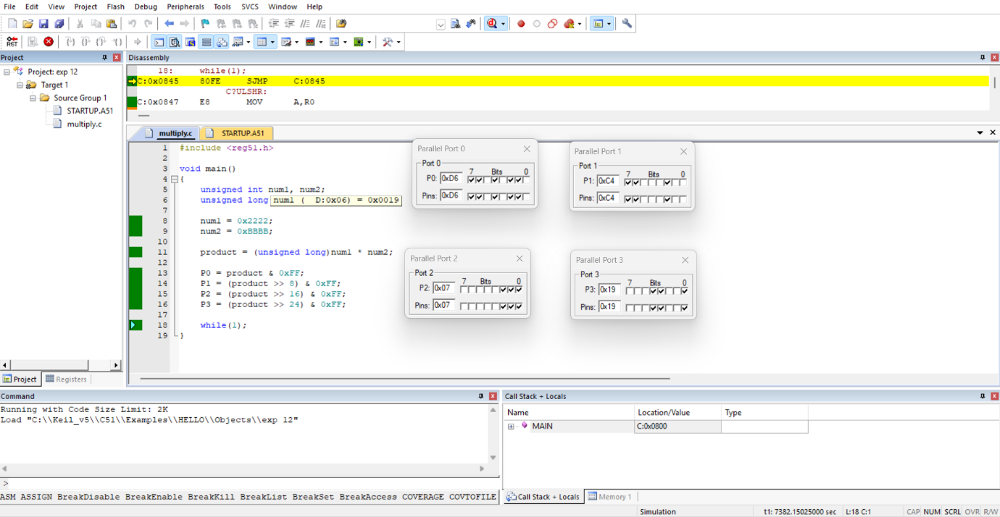 File Edit View Project Flash Debug Peripherals Tools SVCS Window Help
RST
Project
Project: exp 12
Target 1
Source Group 1
STARTUP.A51
multiply.c
Project Registers
Disassembly
18: while(1);
C:0x0845 80FE SJMP C:0845
C?ULSHR:
C:0x0847 E8 MOV A,R0
multiply.c STARTUP.A51
1 #include <reg51.h>
2
3 void main()
4 {
5 unsigned int num1, num2;
6 unsigned long num1 ( D:0x06) = 0x0019
7
8 num1 = 0x2222;
9 num2 = 0xBBBB;
10
11 product = (unsigned long)num1 * num2;
12
13 P0 = product & 0xFF;
14 P1 = (product >> 8) & 0xFF;
15 P2 = (product >> 16) & 0xFF;
16 P3 = (product >> 24) & 0xFF;
17
18 while(1);
19 }
Parallel Port 0
Port 0
7 Bits 0
P0: 0xD6
Pins: 0xD6
Parallel Port 1
Port 1
7 Bits 0
P1: 0xC4
Pins: 0xC4
Parallel Port 2
Port 2
7 Bits 0
P2: 0x07
Pins: 0x07
Parallel Port 3
Port 3
7 Bits 0
P3: 0x19
Pins: 0x19
Command
Running with Code Size Limit: 2K
Load "C:\\Keil_v5\\C51\\Examples\\HELLO\\Objects\\exp 12"
>
ASM ASSIGN BreakDisable BreakEnable BreakKill BreakList BreakSet BreakAccess COVERAGE COVTOFILE
Call Stack + Locals
Name Location/Value Type
MAIN C:0x0800
Call Stack + Locals Memory 1
Simulation t1: 7382.15025000 sec L:18 C:1 CAP NUM SCRL OVR R/W